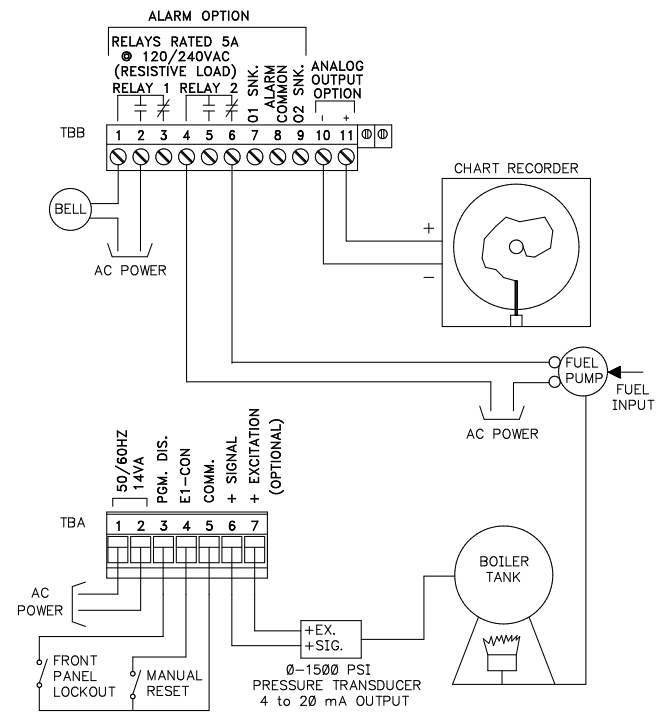 ALARM OPTION
RELAYS RATED 5A
@ 120/240VAC
(RESISTIVE LOAD)
RELAY 1 RELAY 2
O1 SNK.
ALARM
COMMON
O2 SNK.
ANALOG
OUTPUT
OPTION
- +
TBB 1 2 3 4 5 6 7 8 9 10 11
BELL
AC POWER
CHART RECORDER
+
-
FUEL
PUMP
FUEL
INPUT
AC POWER
50/60HZ
14VA
PGM. DIS.
E1-CON
COMM.
+ SIGNAL
+ EXCITATION
(OPTIONAL)
TBA 1 2 3 4 5 6 7
AC
POWER
FRONT
PANEL
LOCKOUT
MANUAL
RESET
+EX.
+SIG.
0-1500 PSI
PRESSURE TRANSDUCER
4 to 20 mA OUTPUT
BOILER
TANK